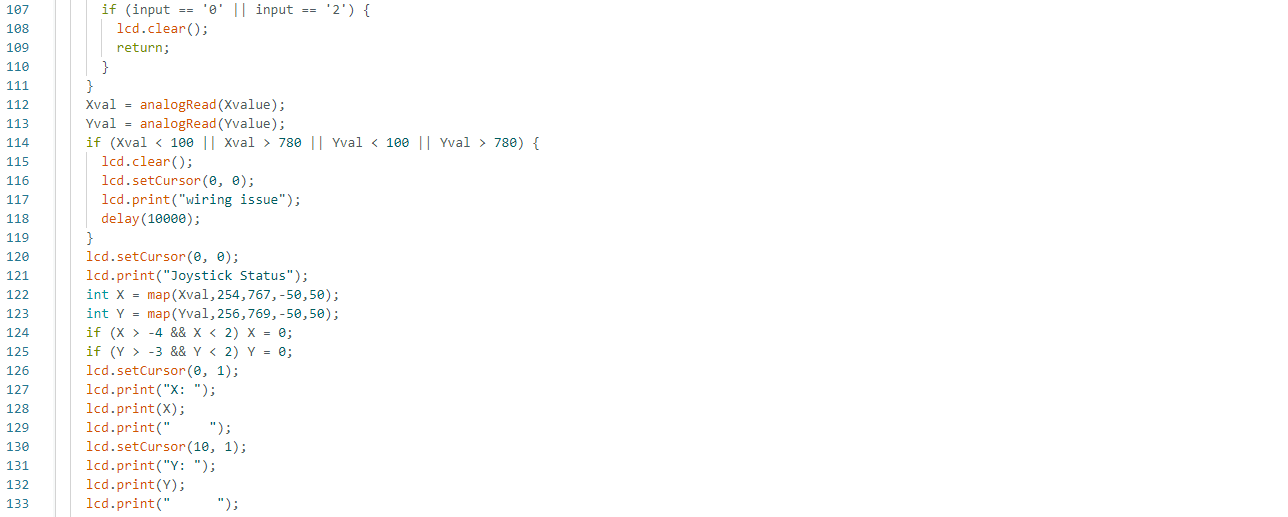 107 if (input == '0' || input == '2') {
108 lcd.clear();
109 return;
110 }
111 }
112 Xval = analogRead(Xvalue);
113 Yval = analogRead(Yvalue);
114 if (Xval < 100 || Xval > 780 || Yval < 100 || Yval > 780) {
115 lcd.clear();
116 lcd.setCursor(0, 0);
117 lcd.print("wiring issue");
118 delay(10000);
119 }
120 lcd.setCursor(0, 0);
121 lcd.print("Joystick Status");
122 int X = map(Xval,254,767,-50,50);
123 int Y = map(Yval,256,769,-50,50);
124 if (X > -4 && X < 2) X = 0;
125 if (Y > -3 && Y < 2) Y = 0;
126 lcd.setCursor(0, 1);
127 lcd.print("X: ");
128 lcd.print(X);
129 lcd.print("     ");
130 lcd.setCursor(10, 1);
131 lcd.print("Y: ");
132 lcd.print(Y);
133 lcd.print("      ");